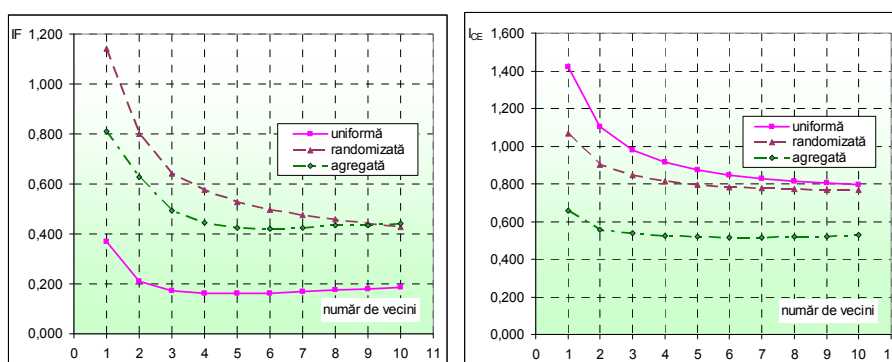 IF
1,200
1,000
0,800
0,600
0,400
0,200
0,000
0 1 2 3 4 5 6 7 8 9 10 11
uniformă
randomizată
agregată
număr de vecini
I_CE
1,600
1,400
1,200
1,000
0,800
0,600
0,400
0,200
0,000
0 1 2 3 4 5 6 7 8 9 10 1
uniformă
randomizată
agregată
număr de vecini